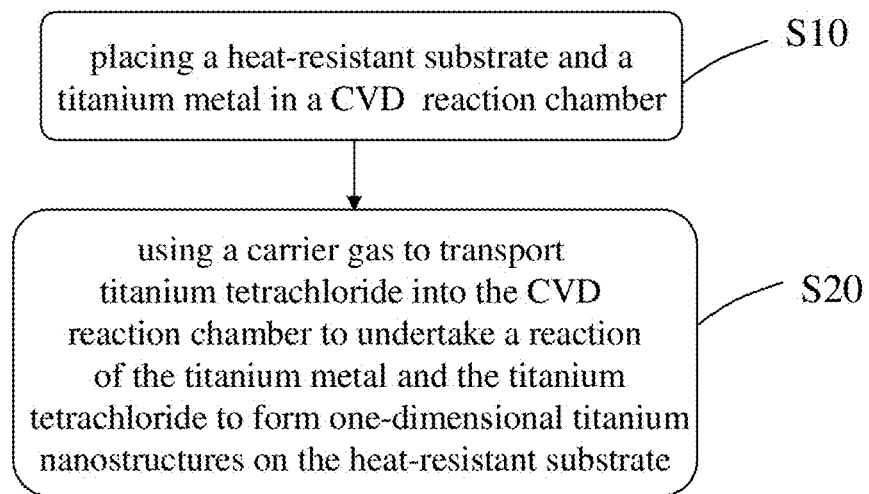 placing a heat-resistant substrate and a
titanium metal in a CVD reaction chamber
S10
using a carrier gas to transport
titanium tetrachloride into the CVD
reaction chamber to undertake a reaction
of the titanium metal and the titanium
tetrachloride to form one-dimensional titanium
nanostructures on the heat-resistant substrate
S20